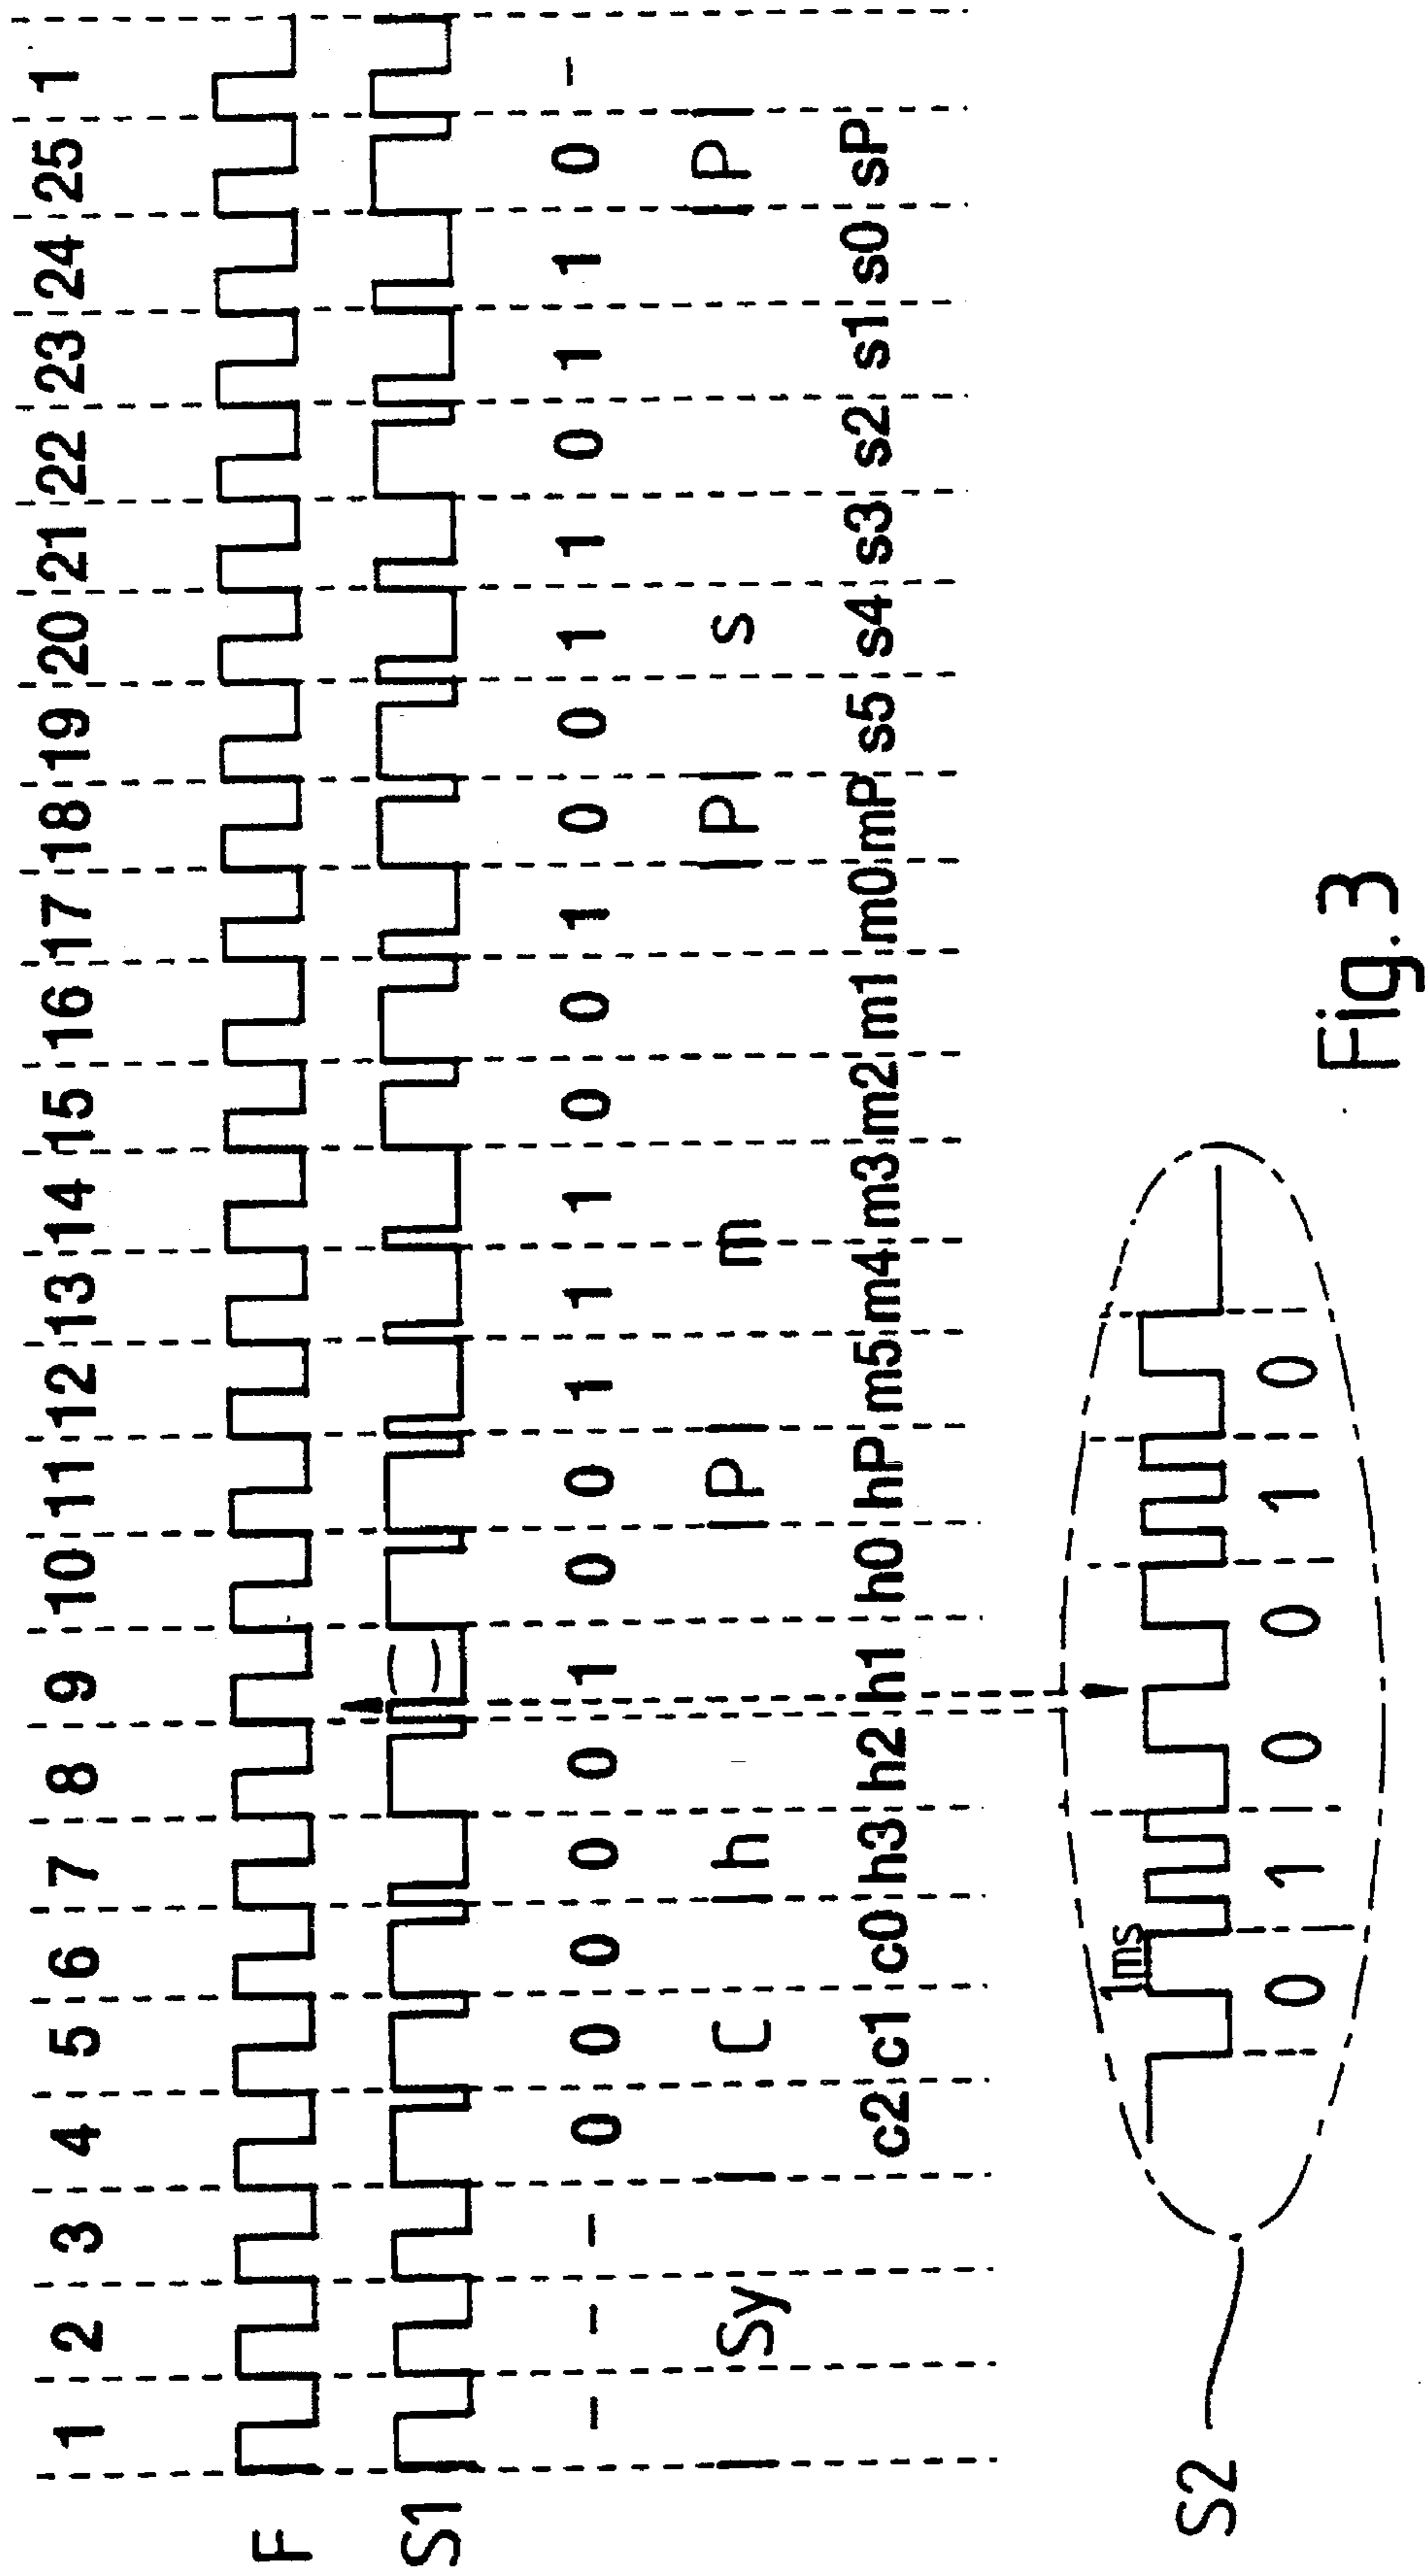 1 2 3 4 5 6 7 8 9 10 11 12 13 14 15 16 17 18 19 20 21 22 23 24 25 1
F
S1
( )
- - - 0 0 0 0 0 1 0 0 1 1 1 0 0 1 0 0 1 1 0 1 1 0 -
Sy C h P m P s P
c2 c1 c0 h3 h2 h1 h0 hP m5 m4 m3 m2 m1 m0 mP s5 s4 s3 s2 s1 s0 sP
1ms
S2
0 1 0 0 1 0
Fig. 3